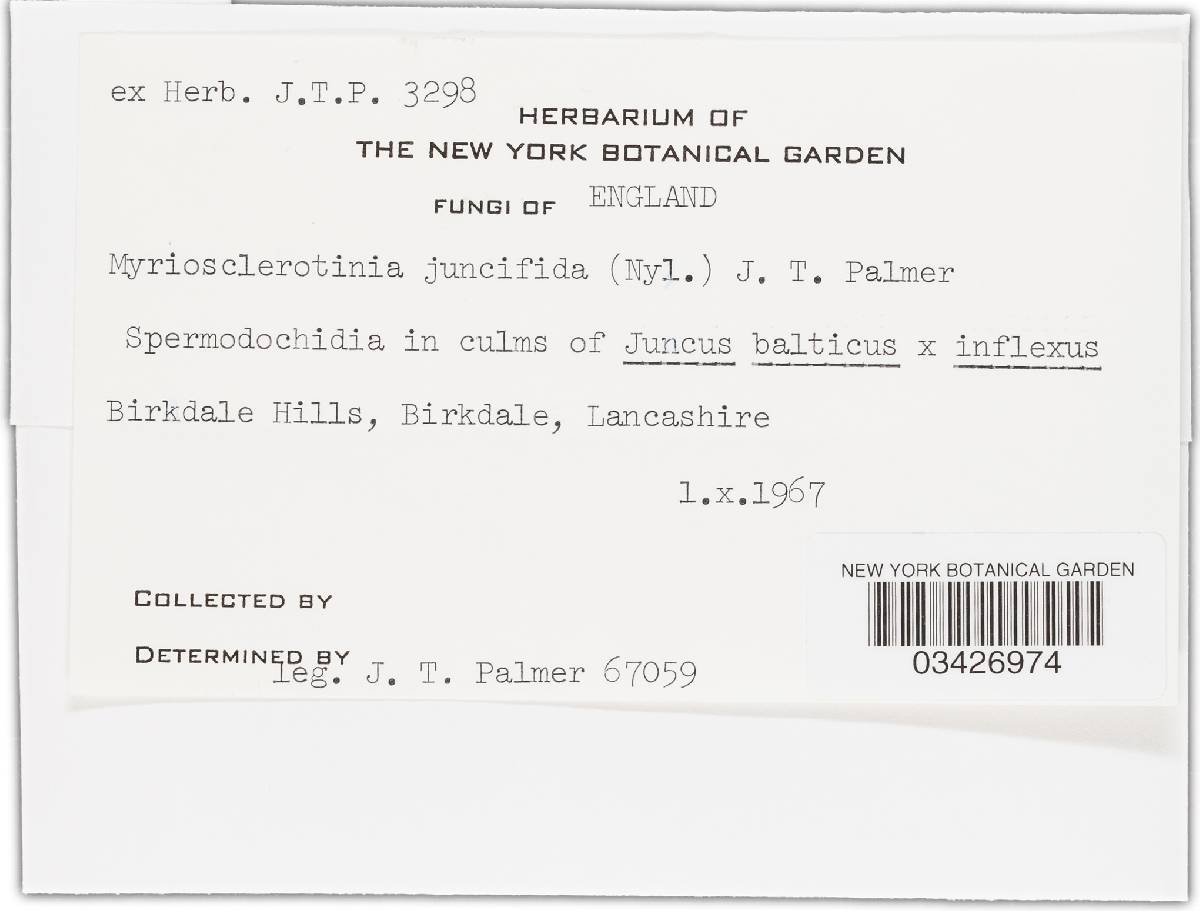 ex Herb. J.T.P. 3298
HERBARIUM OF
THE NEW YORK BOTANICAL GARDEN
FUNGI OF ENGLAND
Myriosclerotinia juncifida (Nyl.) J. T. Palmer
Spermodochidia in culms of Juncus balticus x inflexus
Birkdale Hills, Birkdale, Lancashire
1.x.1967
COLLECTED BY
DETERMINED BY
leg. J. T. Palmer 67059
NEW YORK BOTANICAL GARDEN
03426974